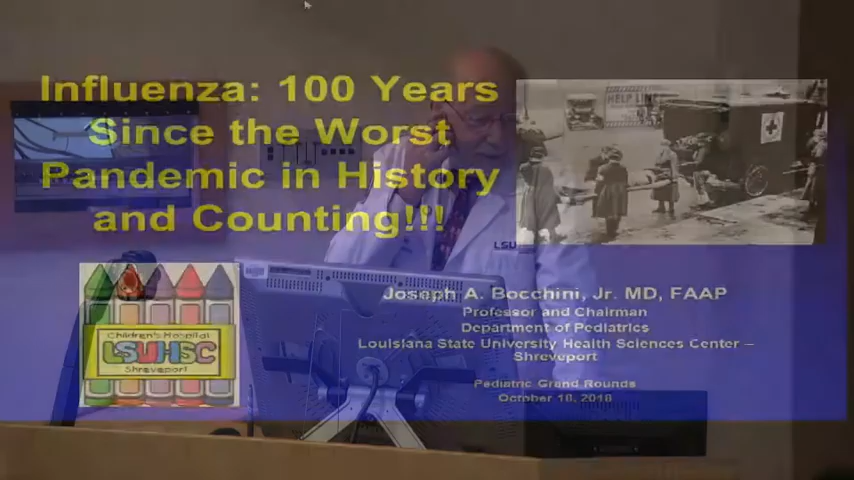 Influenza: 100 Years
Since the Worst
Pandemic in History
and Counting!!!
HELP
LSU
Children's Hospital
LSUHSC
Shreveport
Joseph A. Bocchini, Jr. MD, FAAP
Professor and Chairman
Department of Pediatrics
Louisiana State University Health Sciences Center –
Shreveport
Pediatric Grand Rounds
October 18, 2018